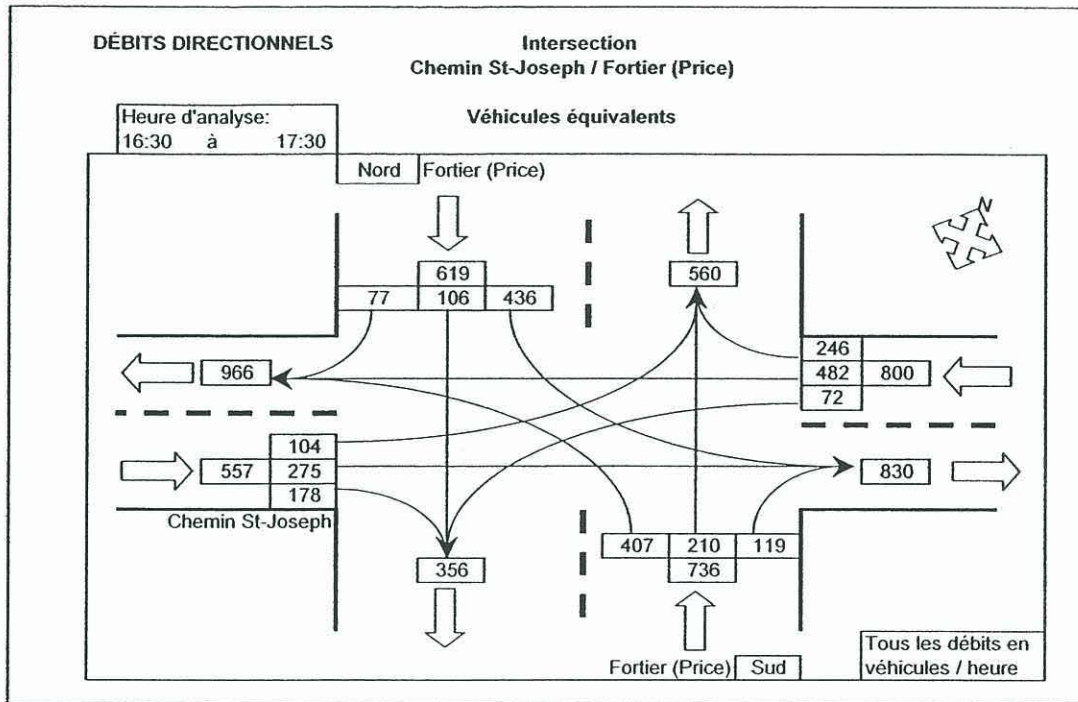 DÉBITS DIRECTIONNELS
Intersection
Chemin St-Joseph / Fortier (Price)
Véhicules équivalents
Heure d'analyse:
16:30 à 17:30
Nord Fortier (Price)
N
619
77 106 436
560
966
246
482 800
72
104
557 275
178
830
Chemin St-Joseph
356
407 210 119
736
Fortier (Price) Sud
Tous les débits en
véhicules / heure